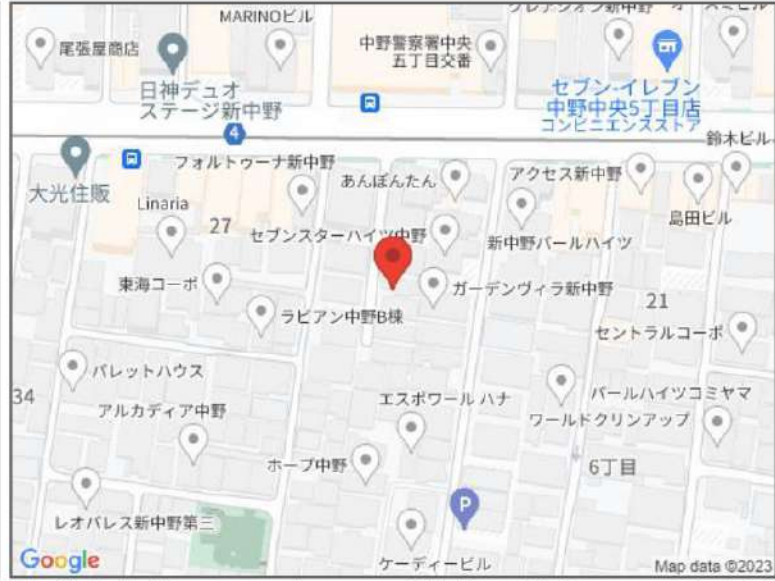 MARINOビル
クレアシオン新中野
尾張屋商店
中野警察署中央
五丁目交番
日神デュオ
ステージ新中野
セブン-イレブン
中野中央5丁目店
コンビニエンスストア
4
鈴木ビル
フォルトゥーナ新中野
あんぽんたん
アクセス新中野
大光住販
Linaria
27
セブンスターハイツ中野
新中野パールハイツ
島田ビル
東海コーポ
ガーデンヴィラ新中野
21
ラビアン中野B棟
セントラルコーポ
パレットハウス
34
アルカディア中野
エスポワール ハナ
パールハイツコミヤマ
ワールドクリンアップ
ホープ中野
6丁目
P
レオパレス新中野第三
ケーディービル
Google
Map data ©2023